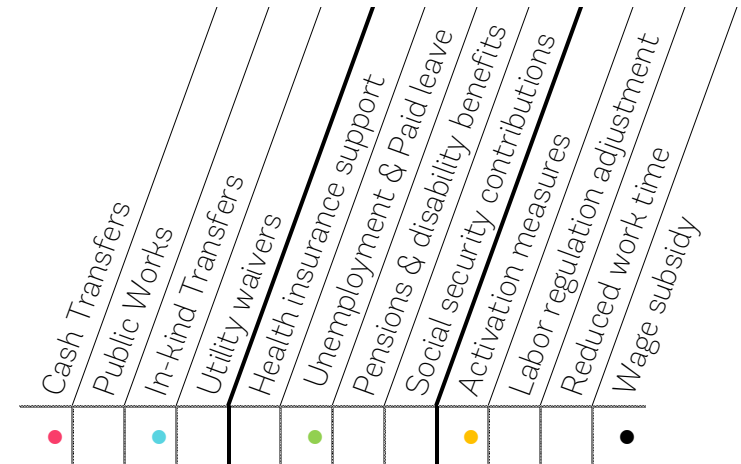 Cash Transfers
Public Works
In-kind Transfers
Utility waivers
Health insurance support
Unemployment & Paid leave
Pensions & disability benefits
Social security contributions
Activation measures
Labor regulation adjustment
Reduced work time
Wage subsidy